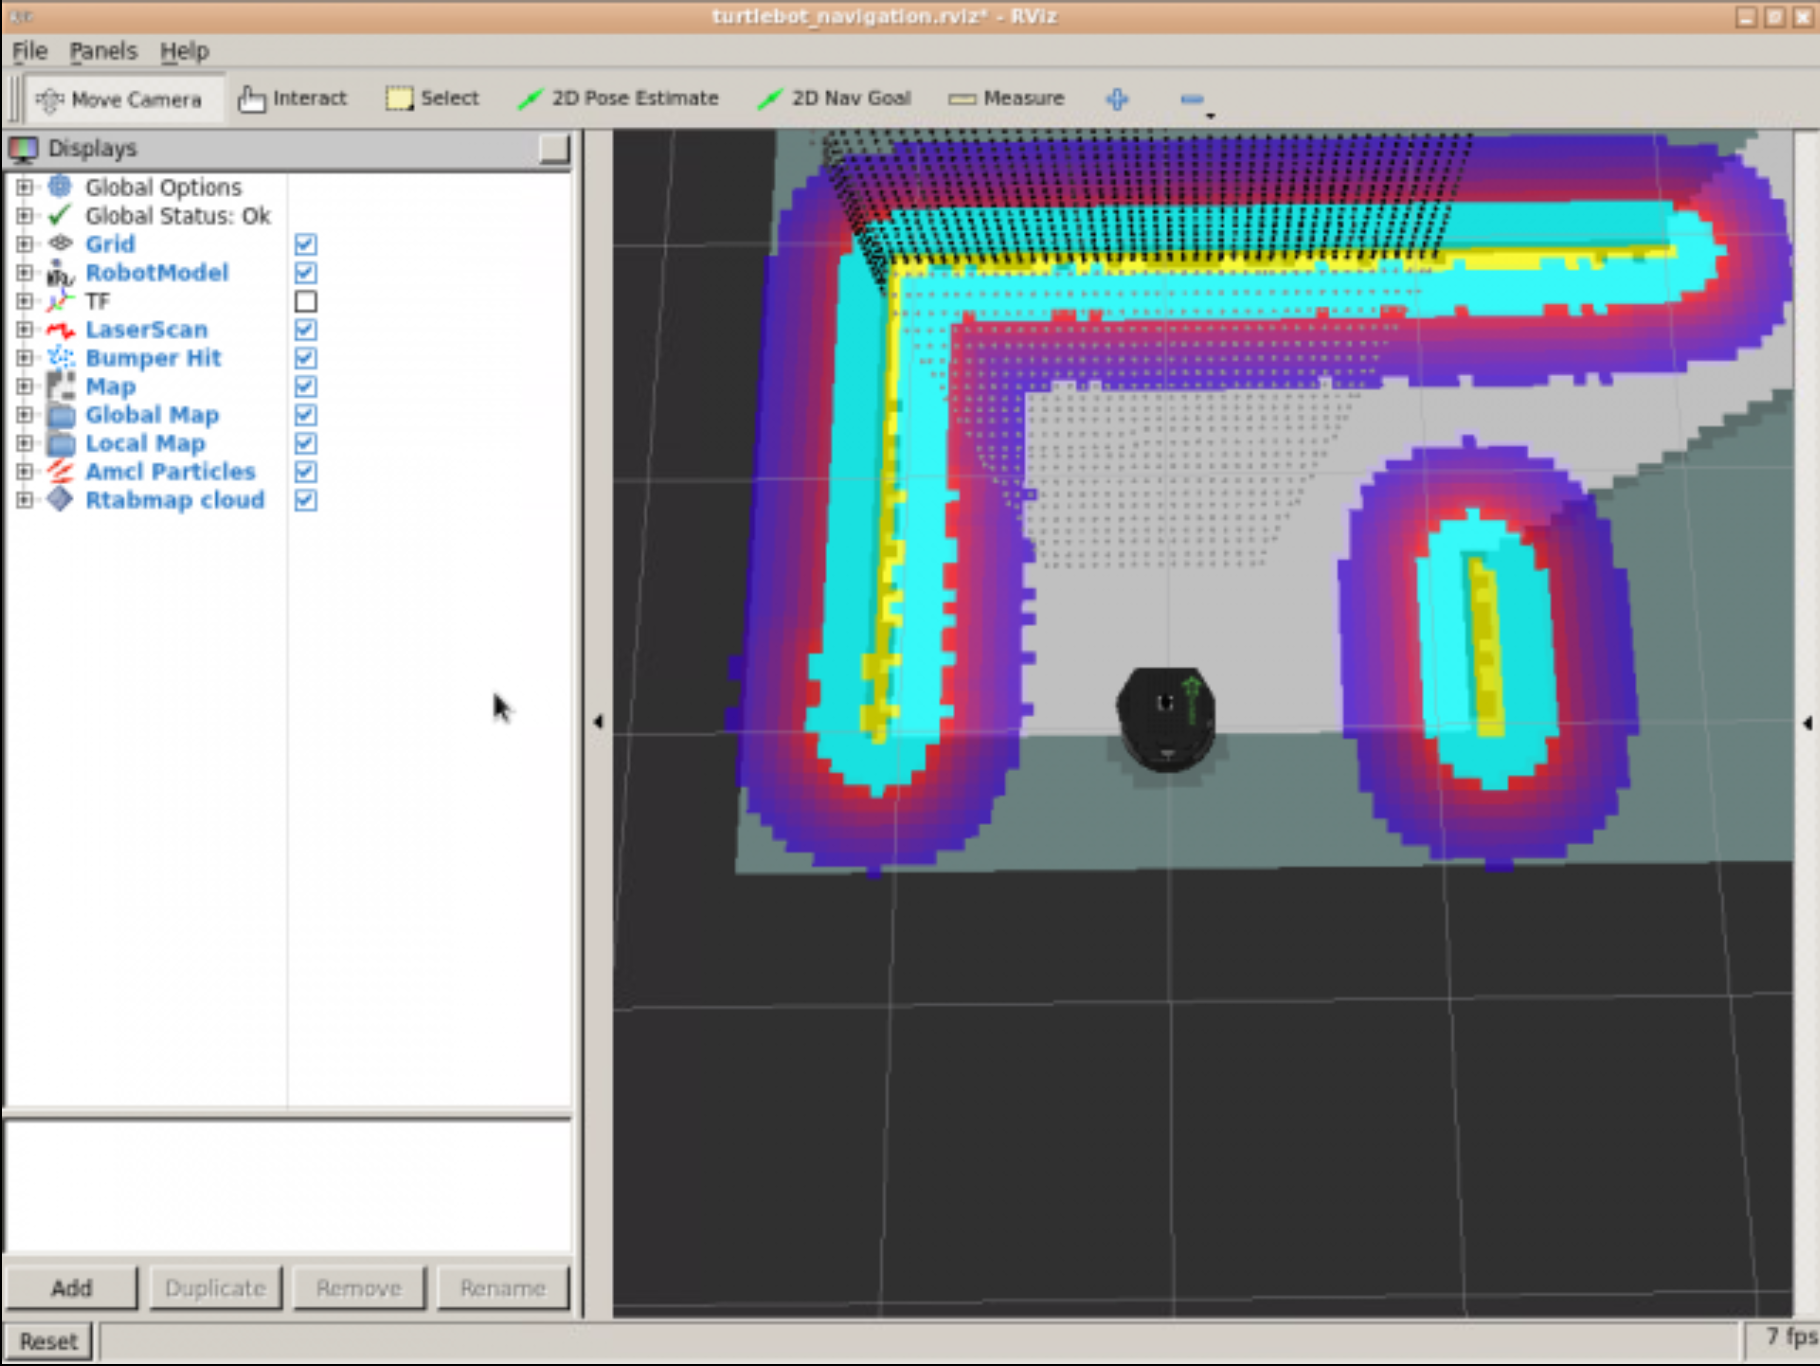 turtlebot_navigation.rviz* - RViz
File Panels Help
Move Camera Interact Select 2D Pose Estimate 2D Nav Goal Measure
Displays
Global Options
Global Status: Ok
Grid
RobotModel
TF
LaserScan
Bumper Hit
Map
Global Map
Local Map
Amcl Particles
Rtabmap cloud
Add Duplicate Remove Rename
Reset
7 fps